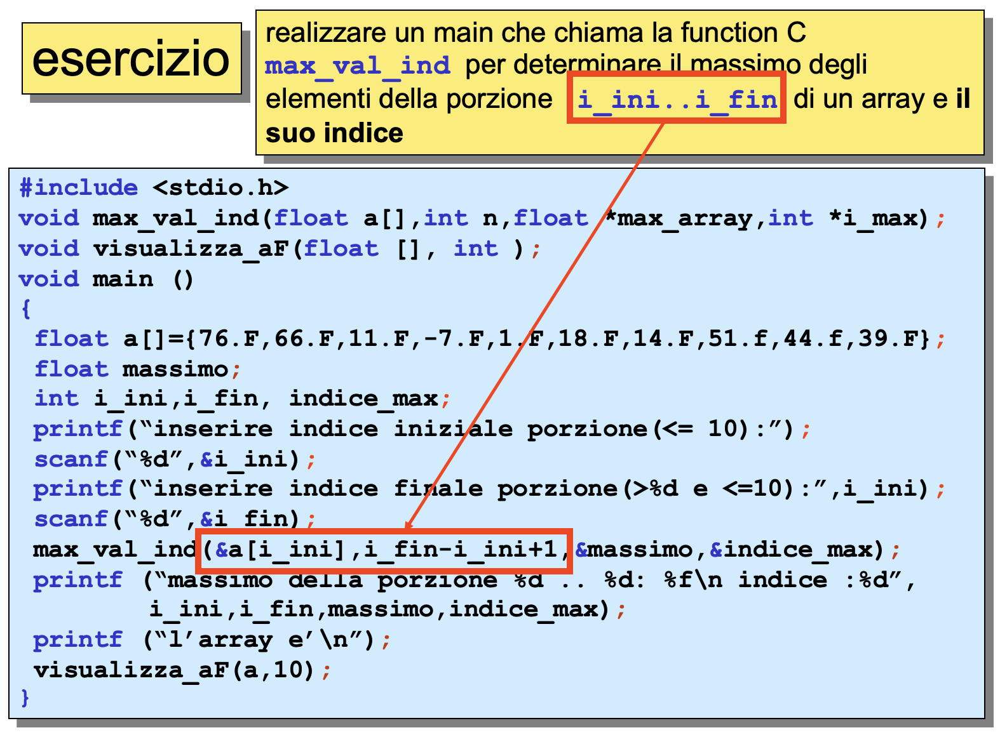 esercizio
realizzare un main che chiama la function C
max_val_ind per determinare il massimo degli
elementi della porzione i_ini..i_fin di un array e il
suo indice
#include <stdio.h>
void max_val_ind(float a[],int n,float *max_array,int *i_max);
void visualizza_aF(float [], int );
void main ()
{
float a[]={76.F,66.F,11.F,-7.F,1.F,18.F,14.F,51.f,44.f,39.F};
float massimo;
int i_ini,i_fin, indice_max;
printf(“inserire indice iniziale porzione(<= 10):”);
scanf(“%d”,&i_ini);
printf(“inserire indice finale porzione(>%d e <=10):”,i_ini);
scanf(“%d”,&i_fin);
max_val_ind(&a[i_ini],i_fin-i_ini+1,&massimo,&indice_max);
printf (“massimo della porzione %d .. %d: %f\n indice :%d”,
i_ini,i_fin,massimo,indice_max);
printf (“l’array e’\n”);
visualizza_aF(a,10);
}